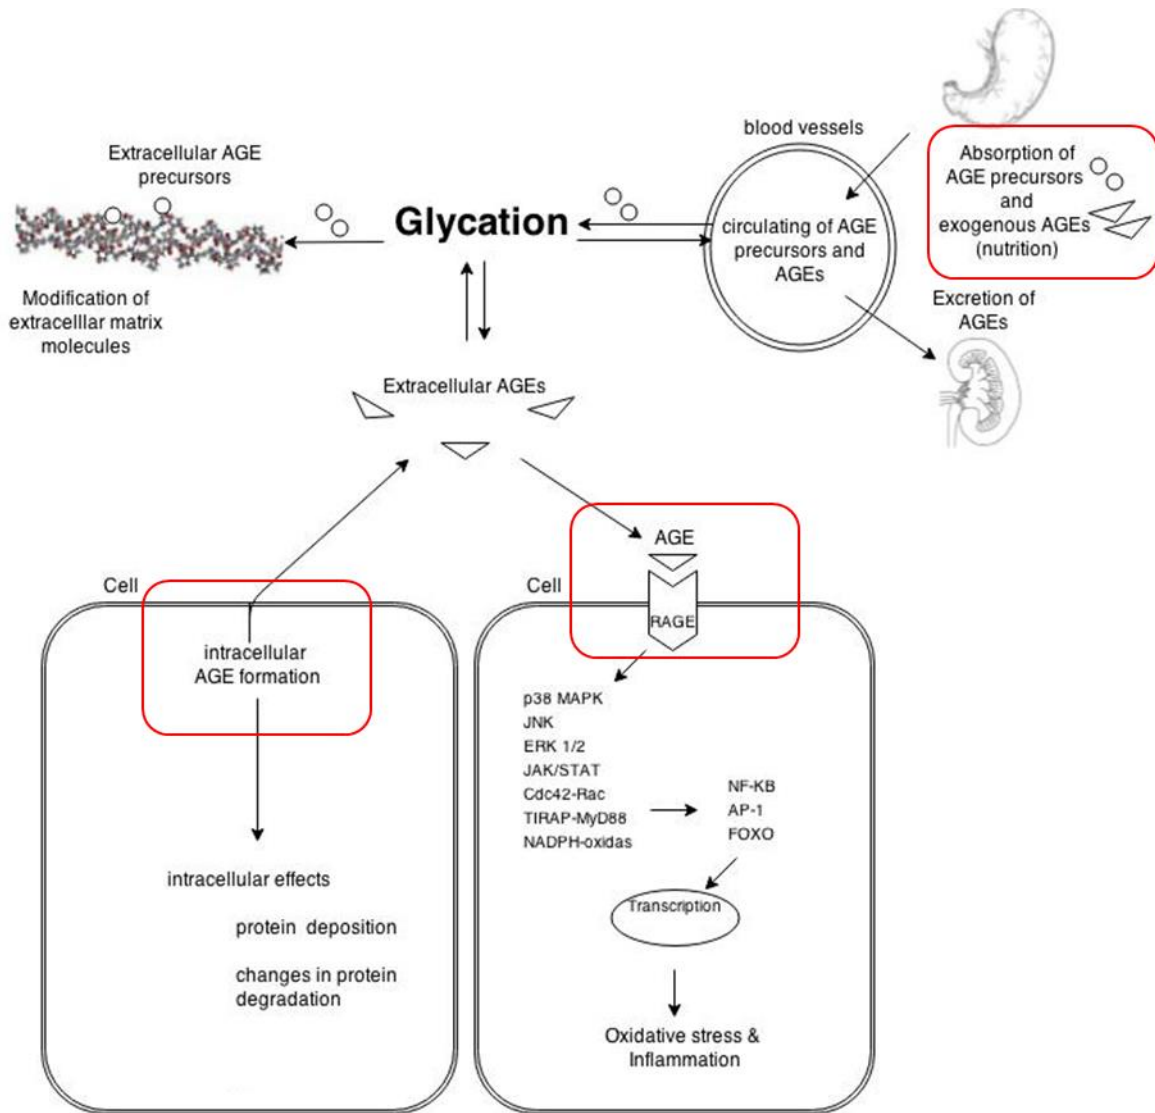 blood vessels
Extracellular AGE
precursors
Absorption of
AGE precursors
and
exogenous AGEs
(nutrition)
Glycation
circulating of AGE
precursors and
AGEs
Modification of
extracelllar matrix
molecules
Excretion of
AGEs
Extracellular AGEs
AGE
Cell
Cell
RAGE
intracellular
AGE formation
p38 MAPK
JNK
ERK 1/2
JAK/STAT
Cdc42-Rac
TIRAP-MyD88
NADPH-oxidas
NF-KB
AP-1
FOXO
intracellular effects
protein deposition
changes in protein
degradation
Transcription
Oxidative stress &
Inflammation